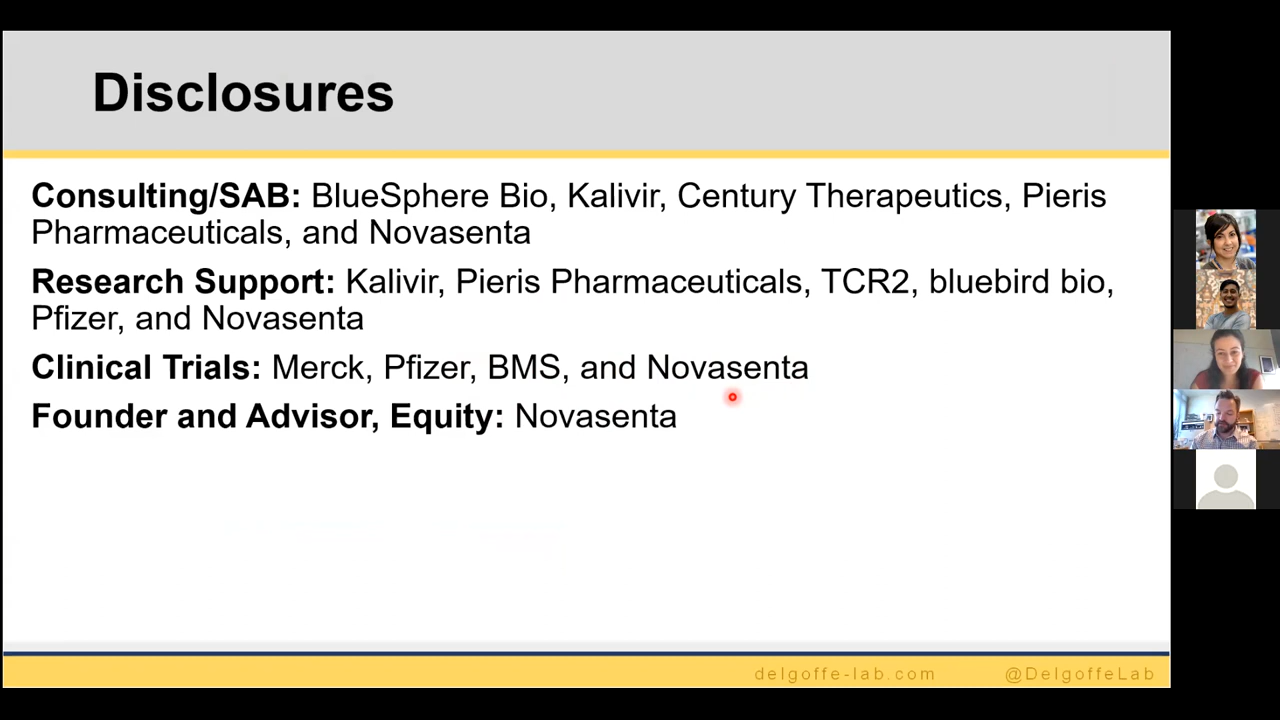 Disclosures
Consulting/SAB: BlueSphere Bio, Kalivir, Century Therapeutics, Pieris
Pharmaceuticals, and Novasenta
Research Support: Kalivir, Pieris Pharmaceuticals, TCR2, bluebird bio,
Pfizer, and Novasenta
Clinical Trials: Merck, Pfizer, BMS, and Novasenta
Founder and Advisor, Equity: Novasenta
delgoffe-lab.com @DelgoffeLab